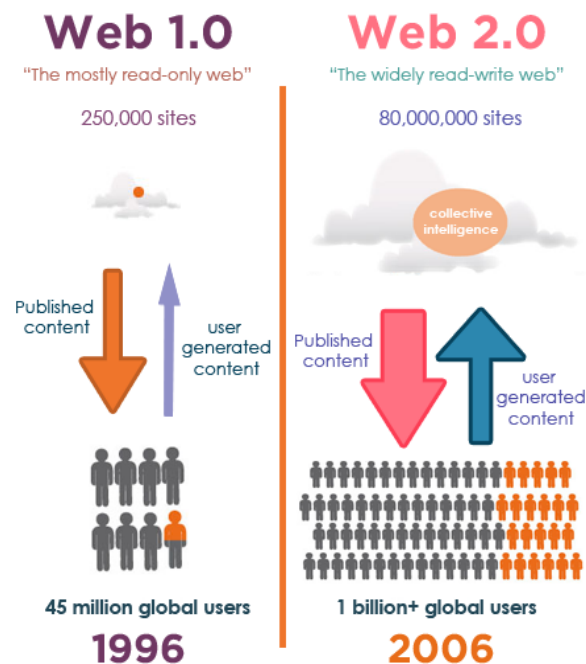 Web 1.0
“The mostly read-only web”
250,000 sites
Published
content
user
generated
content
45 million global users
1996
Web 2.0
“The widely read-write web”
80,000,000 sites
collective
intelligence
Published
content
user
generated
content
1 billion+ global users
2006